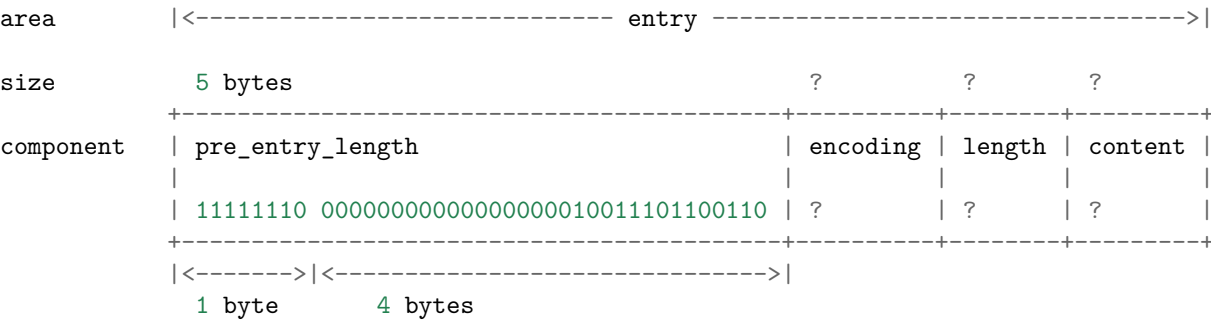 area        |<------------------------------ entry ---------------------------------->|
size          5 bytes                                     ?          ?        ?
            +-------------------------------------------+----------+--------+---------+
component   | pre_entry_length                          | encoding | length | content |
            |                                           |          |        |         |
            | 11111110 00000000000000000010011101100110 | ?        | ?      | ?       |
            +-------------------------------------------+----------+--------+---------+
            |<------->|<------------------------------->|
              1 byte       4 bytes